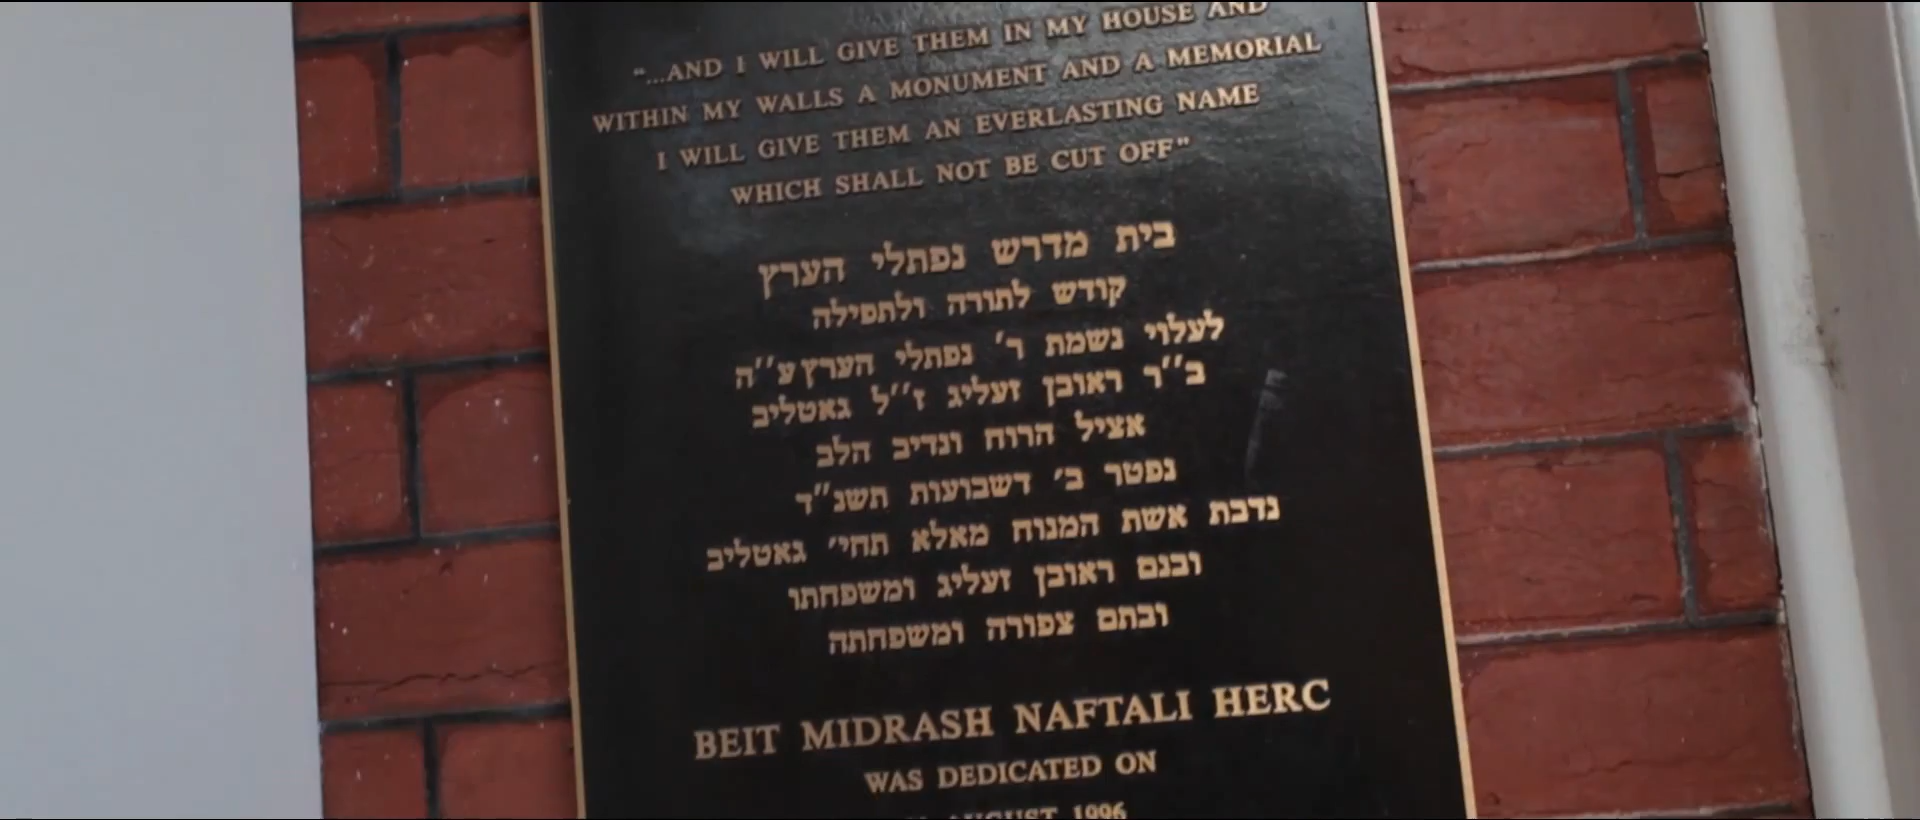 "...AND I WILL GIVE THEM IN MY HOUSE AND
WITHIN MY WALLS A MONUMENT AND A MEMORIAL
I WILL GIVE THEM AN EVERLASTING NAME
WHICH SHALL NOT BE CUT OFF"
בית מדרש נפתלי הערץ
קודש לתורה ולתפילה
לעלוי נשמת ר' נפתלי הערץ ע''ה
ב''ר ראובן זעליג ז''ל גאטליב
אציל הרוח ונדיב הלב
נפטר ב' דשבועות תשנ"ד
נדבת אשת המנוח מאלא תחי' גאטליב
ובנם ראובן זעליג ומשפחתו
ובתם צפורה ומשפחתה
BEIT MIDRASH NAFTALI HERC
WAS DEDICATED ON
AUGUST 1996